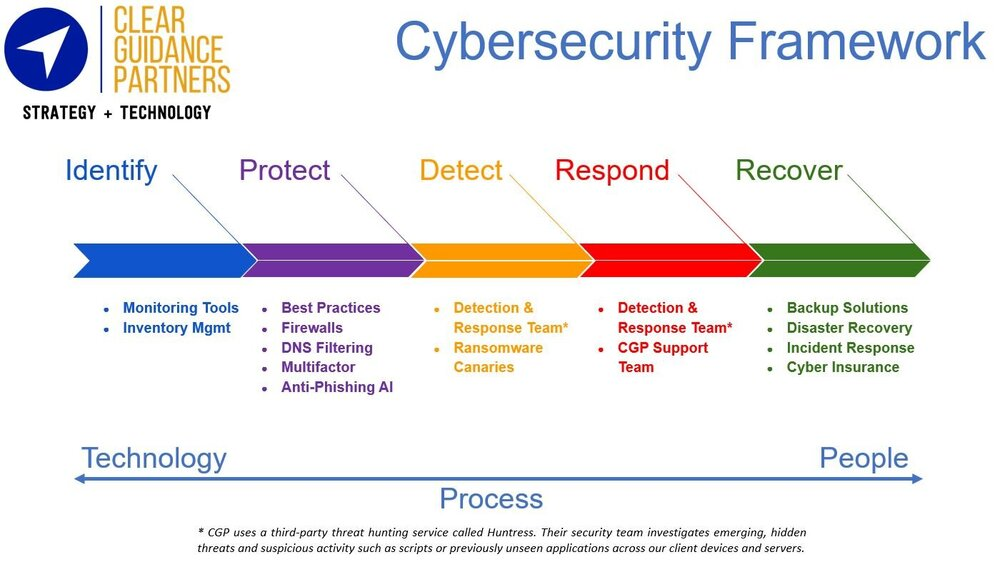 CLEAR
GUIDANCE
PARTNERS
STRATEGY + TECHNOLOGY
Cybersecurity Framework
Identify
Protect
Detect
Respond
Recover
• Monitoring Tools
• Inventory Mgmt
• Best Practices
• Firewalls
• DNS Filtering
• Multifactor
• Anti-Phishing AI
• Detection &
Response Team*
• Ransomware
Canaries
• Detection &
Response Team*
• CGP Support
Team
• Backup Solutions
• Disaster Recovery
• Incident Response
• Cyber Insurance
Technology
People
Process
* CGP uses a third-party threat hunting service called Huntress. Their security team investigates emerging, hidden
threats and suspicious activity such as scripts or previously unseen applications across our client devices and servers.